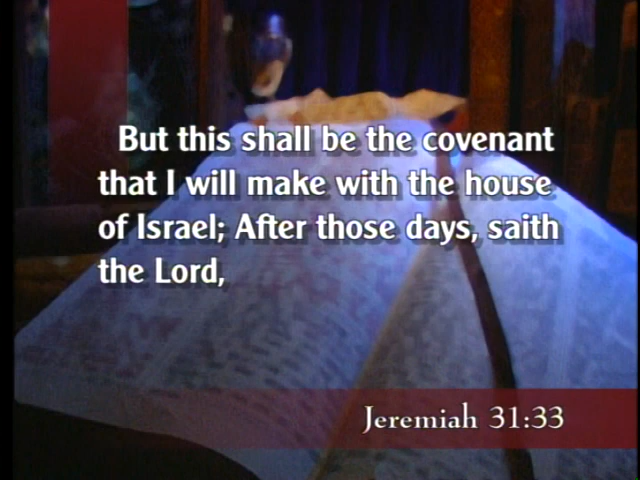 But this shall be the covenant
that I will make with the house
of Israel; After those days, saith
the Lord,
Jeremiah 31:33